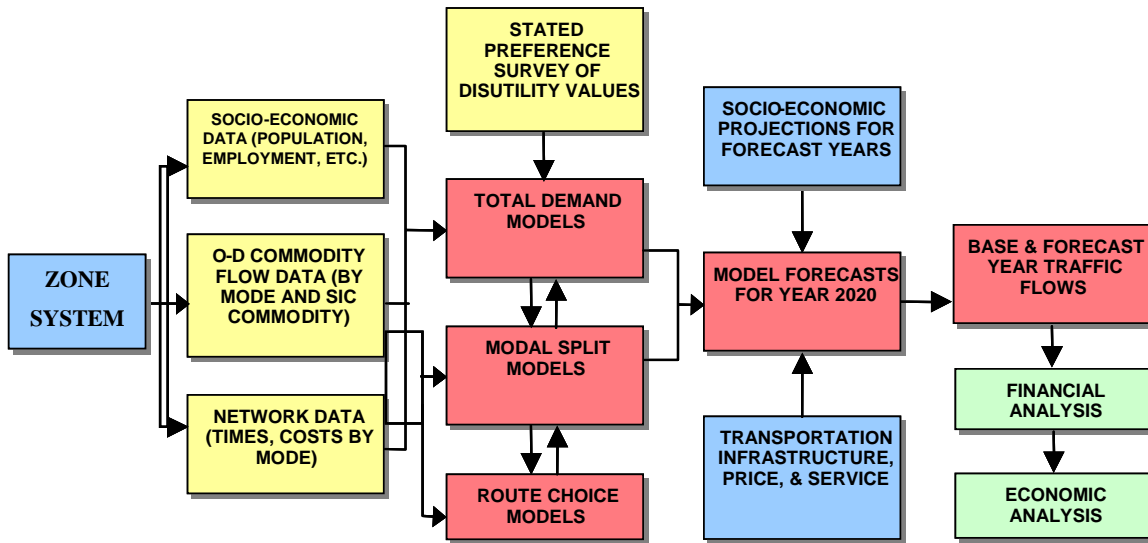 ZONE
SYSTEM
SOCIO-ECONOMIC
DATA (POPULATION,
EMPLOYMENT, ETC.)
O-D COMMODITY
FLOW DATA (BY
MODE AND SIC
COMMODITY)
NETWORK DATA
(TIMES, COSTS BY
MODE)
STATED
PREFERENCE
SURVEY OF
DISUTILITY VALUES
TOTAL DEMAND
MODELS
MODAL SPLIT
MODELS
ROUTE CHOICE
MODELS
SOCIO-ECONOMIC
PROJECTIONS FOR
FORECAST YEARS
MODEL FORECASTS
FOR YEAR 2020
TRANSPORTATION
INFRASTRUCTURE,
PRICE, & SERVICE
BASE & FORECAST
YEAR TRAFFIC
FLOWS
FINANCIAL
ANALYSIS
ECONOMIC
ANALYSIS